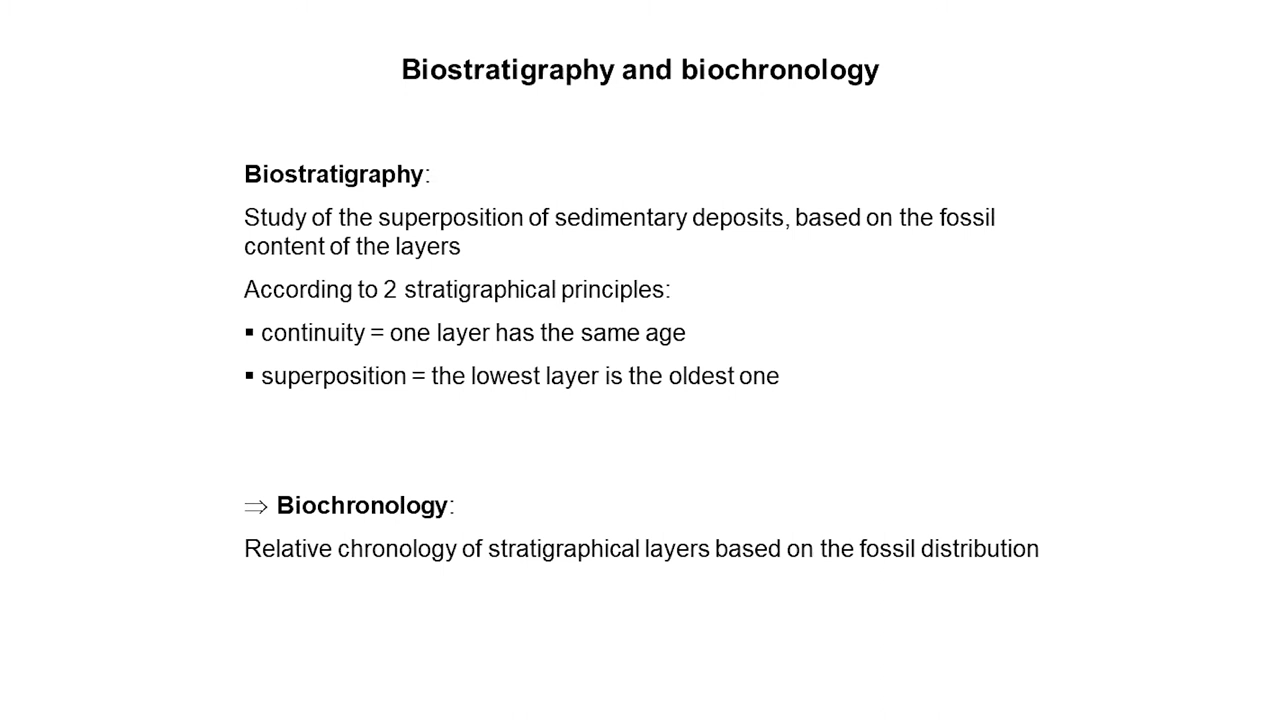 Biostratigraphy and biochronology
Biostratigraphy:
Study of the superposition of sedimentary deposits, based on the fossil
content of the layers
According to 2 stratigraphical principles:
▪ continuity = one layer has the same age
▪ superposition = the lowest layer is the oldest one
⇒ Biochronology:
Relative chronology of stratigraphical layers based on the fossil distribution